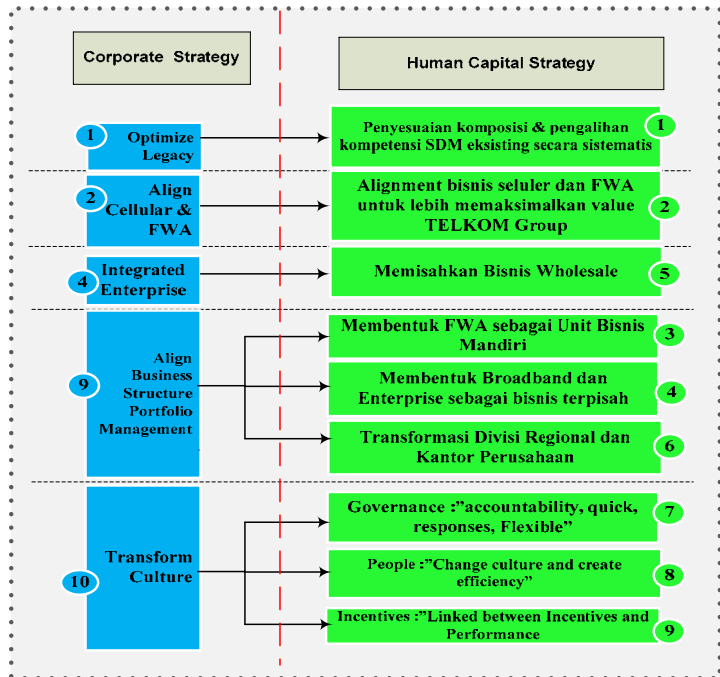 Corporate Strategy
Human Capital Strategy
1
Optimize
Legacy
Penyesuaian komposisi & pengalihan
kompetensi SDM eksisting secara sistematis
1
2
Align
Cellular &
FWA
Alignment bisnis seluler dan FWA
untuk lebih memaksimalkan value
TELKOM Group
2
4
Integrated
Enterprise
Memisahkan Bisnis Wholesale
5
9
Align
Business
Structure
Portfolio
Management
Membentuk FWA sebagai Unit Bisnis
Mandiri
3
Membentuk Broadband dan
Enterprise sebagai bisnis terpisah
4
Transformasi Divisi Regional dan
Kantor Perusahaan
6
10
Transform
Culture
Governance :”accountability, quick,
responses, Flexible”
7
People :”Change culture and create
efficiency”
8
Incentives :”Linked between Incentives and
Performance
9